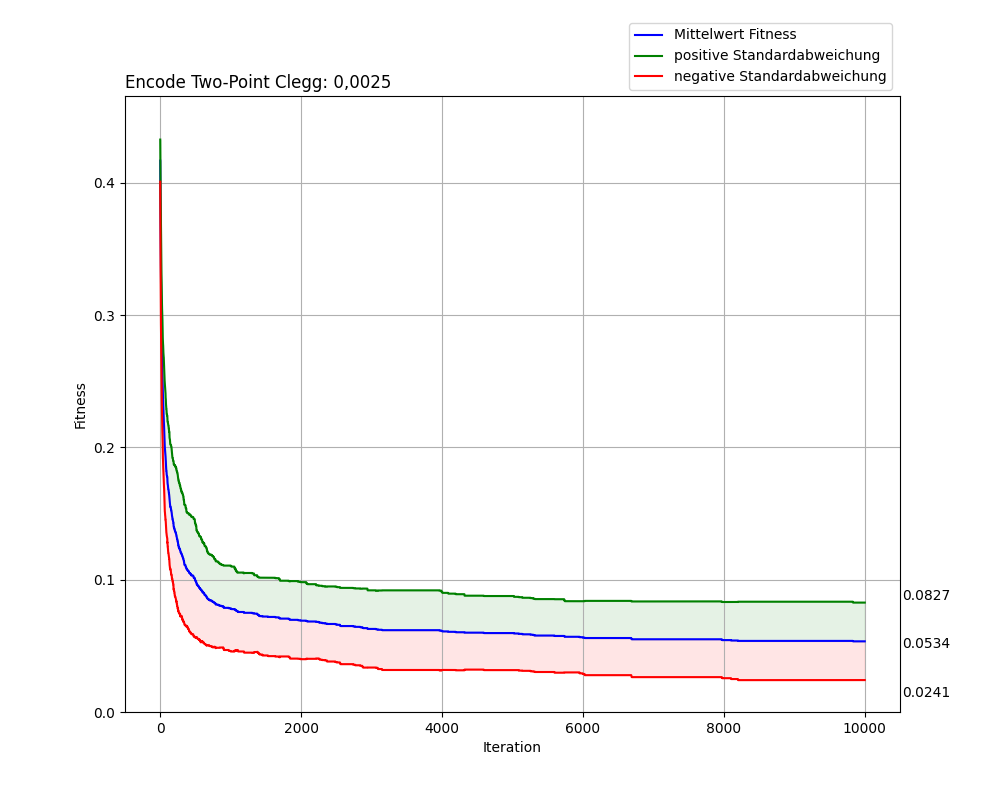 Mittelwert Fitness
positive Standardabweichung
negative Standardabweichung
Encode Two-Point Clegg: 0,0025
Fitness
0.4
0.3
0.2
0.1
0.0
0.0827
0.0534
0.0241
0 2000 4000 6000 8000 10000
Iteration